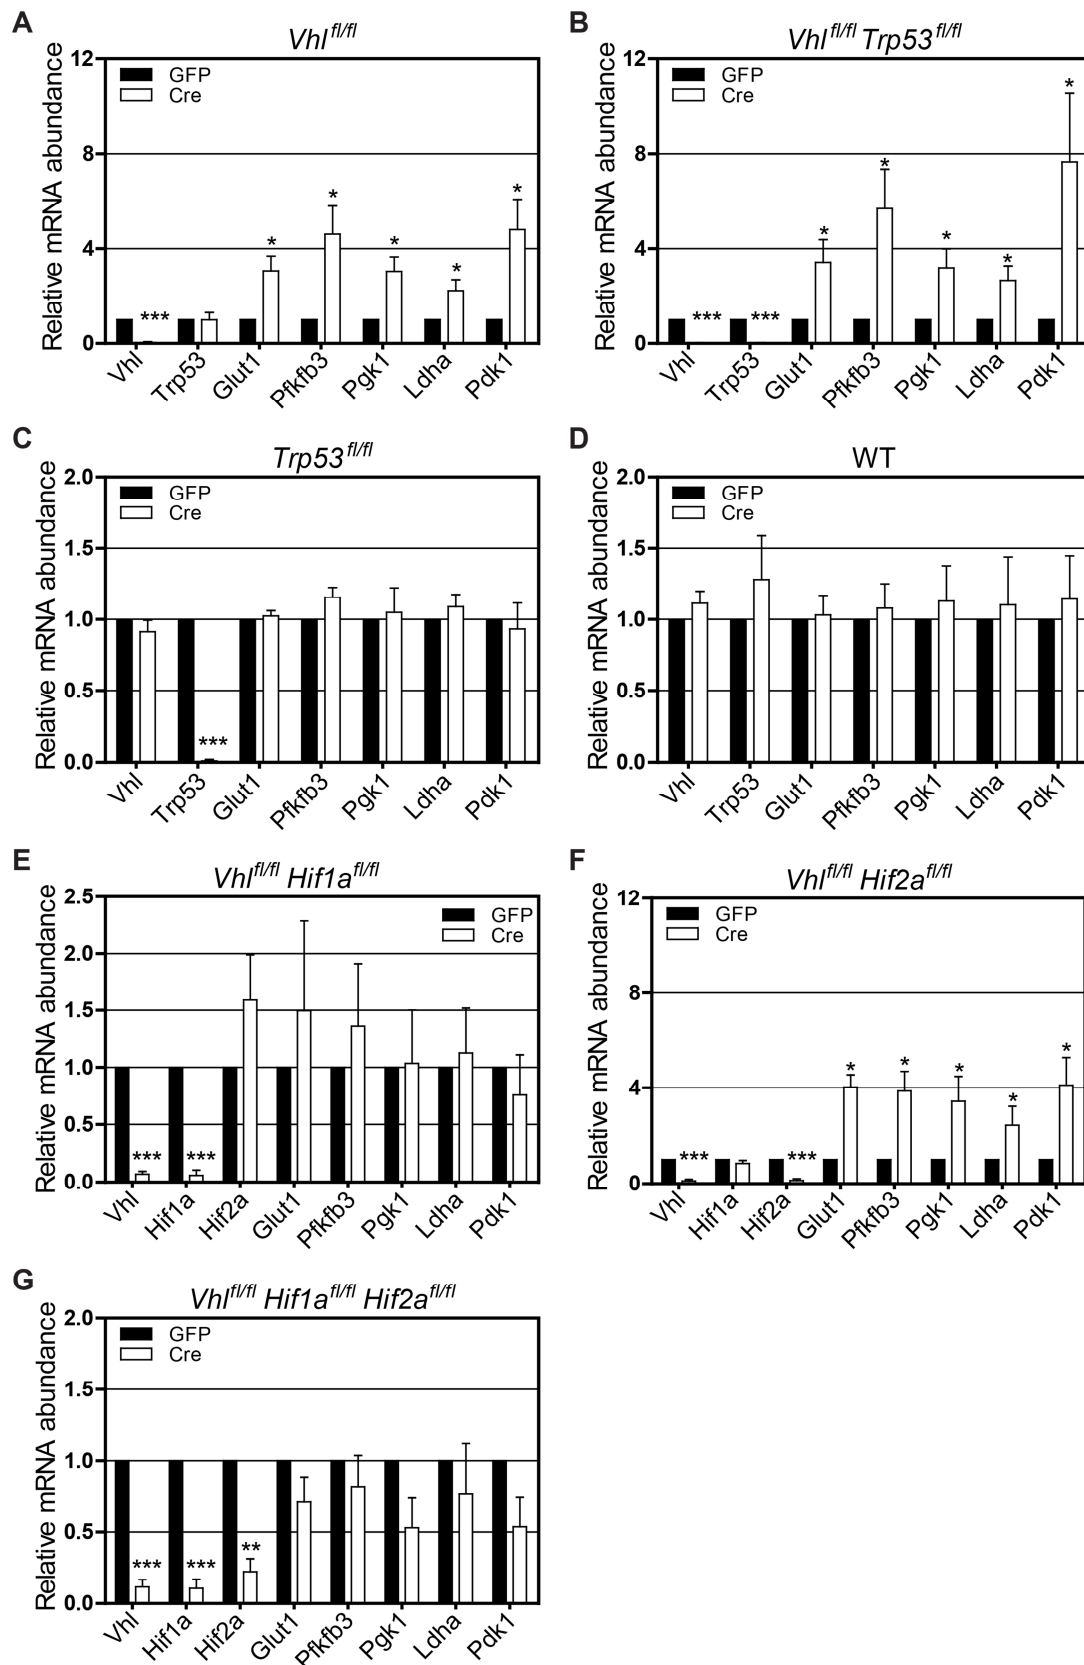 A
Vhl fl/fl
Relative mRNA abundance
12
8
4
0
GFP
Cre
***
*
*
*
*
*
Vhl
Trp53
Glut1
Pfkfb3
Pgk1
Ldha
Pdk1
B
Vhl fl/fl Trp53 fl/fl
Relative mRNA abundance
12
8
4
0
GFP
Cre
***
***
*
*
*
*
*
Vhl
Trp53
Glut1
Pfkfb3
Pgk1
Ldha
Pdk1
C
Trp53 fl/fl
Relative mRNA abundance
2.0
1.5
1.0
0.5
0.0
GFP
Cre
***
Vhl
Trp53
Glut1
Pfkfb3
Pgk1
Ldha
Pdk1
D
WT
Relative mRNA abundance
2.0
1.5
1.0
0.5
0.0
GFP
Cre
Vhl
Trp53
Glut1
Pfkfb3
Pgk1
Ldha
Pdk1
E
Vhl fl/fl Hif1a fl/fl
Relative mRNA abundance
2.5
2.0
1.5
1.0
0.5
0.0
GFP
Cre
***
***
Vhl
Hif1a
Hif2a
Glut1
Pfkfb3
Pgk1
Ldha
Pdk1
F
Vhl fl/fl Hif2a fl/fl
Relative mRNA abundance
12
8
4
0
GFP
Cre
***
***
*
*
*
*
*
Vhl
Hif1a
Hif2a
Glut1
Pfkfb3
Pgk1
Ldha
Pdk1
G
Vhl fl/fl Hif1a fl/fl Hif2a fl/fl
Relative mRNA abundance
2.0
1.5
1.0
0.5
0.0
GFP
Cre
***
***
**
Vhl
Hif1a
Hif2a
Glut1
Pfkfb3
Pgk1
Ldha
Pdk1